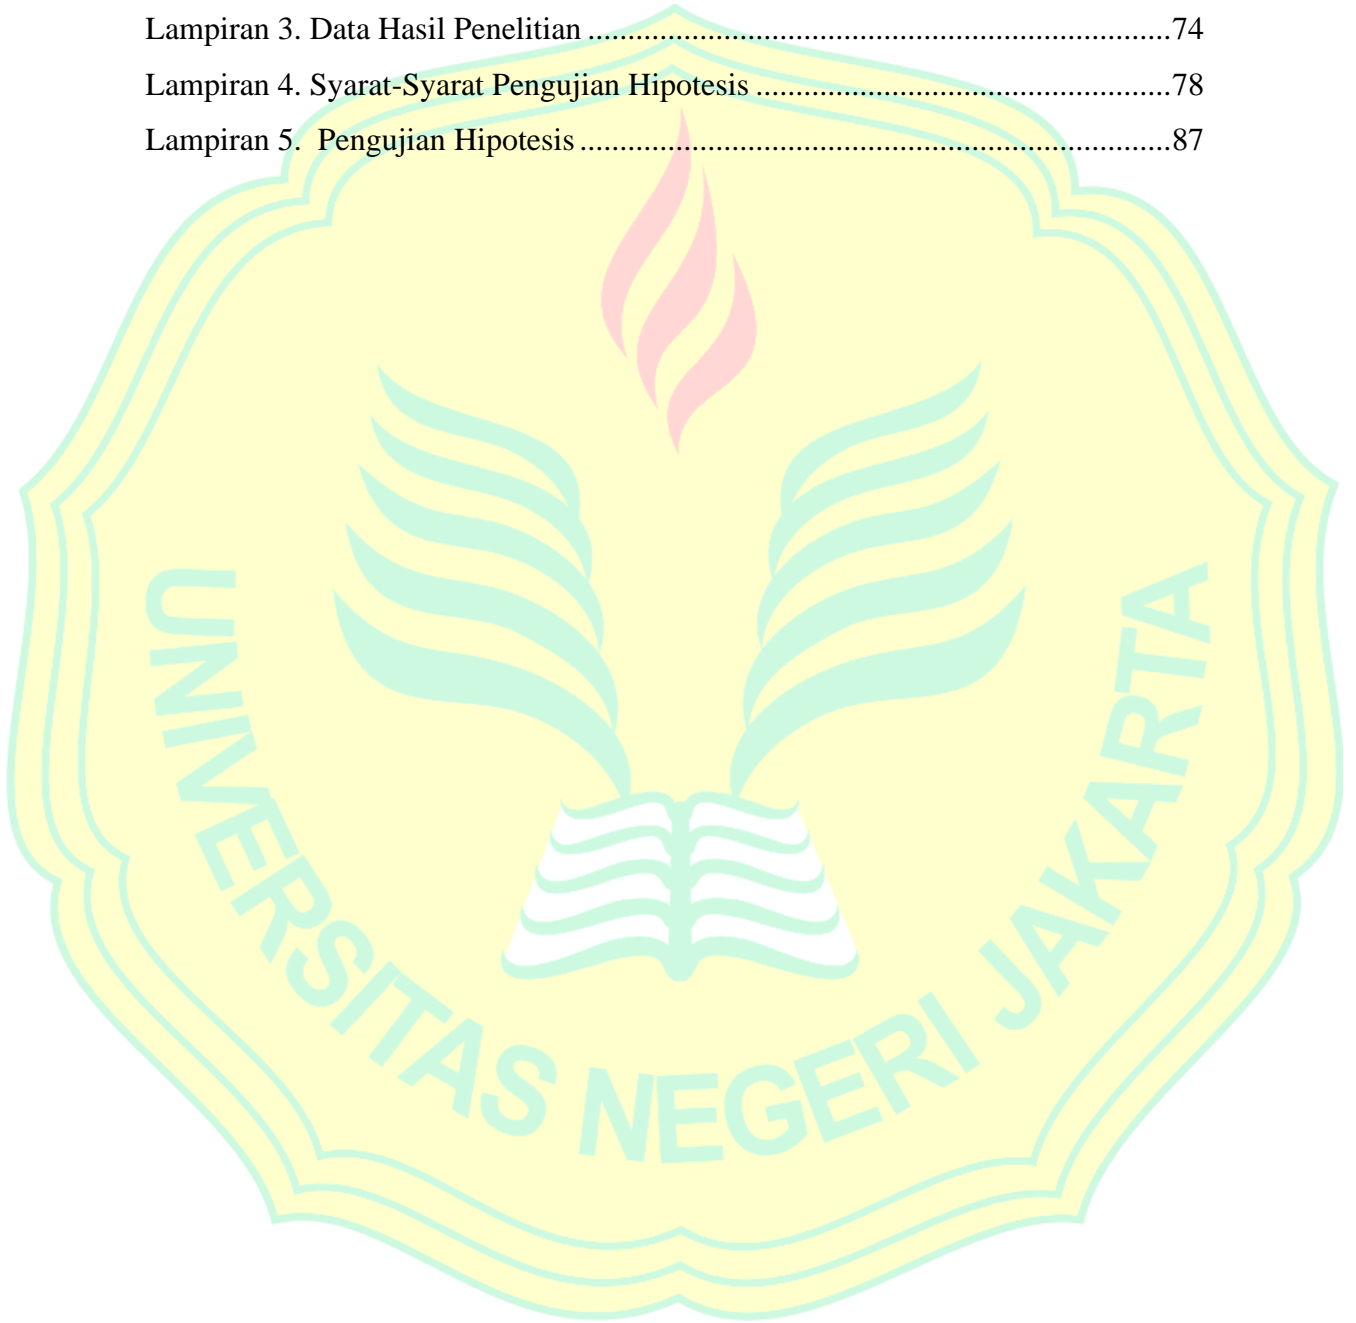 Lampiran 3. Data Hasil Penelitian ........................................................................74
Lampiran 4. Syarat-Syarat Pengujian Hipotesis ...................................................78
Lampiran 5.  Pengujian Hipotesis .........................................................................87
UNIVERSITAS NEGERI JAKARTA